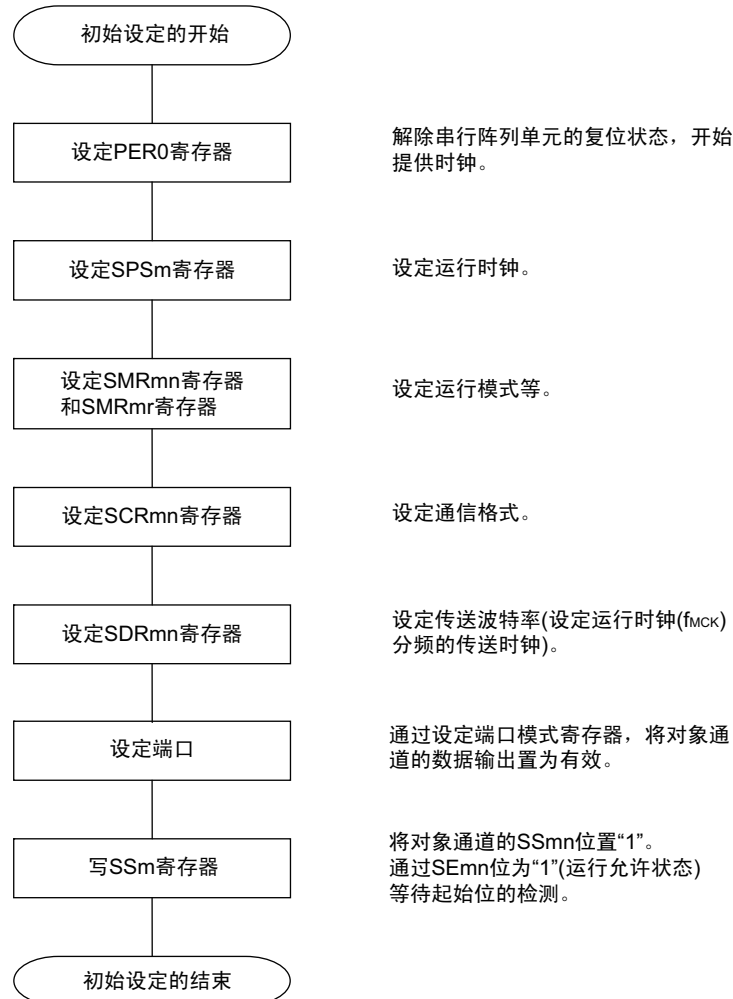 初始设定的开始
设定PER0寄存器
解除串行阵列单元的复位状态，开始
提供时钟。
设定SPSm寄存器
设定运行时钟。
设定SMRmn寄存器
和SMRmr寄存器
设定运行模式等。
设定SCRmn寄存器
设定通信格式。
设定SDRmn寄存器
设定传送波特率(设定运行时钟(fMCK)
分频的传送时钟)。
设定端口
通过设定端口模式寄存器，将对象通
道的数据输出置为有效。
写SSm寄存器
将对象通道的SSmn位置“1”。
通过SEmn位为“1”(运行允许状态)
等待起始位的检测。
初始设定的结束